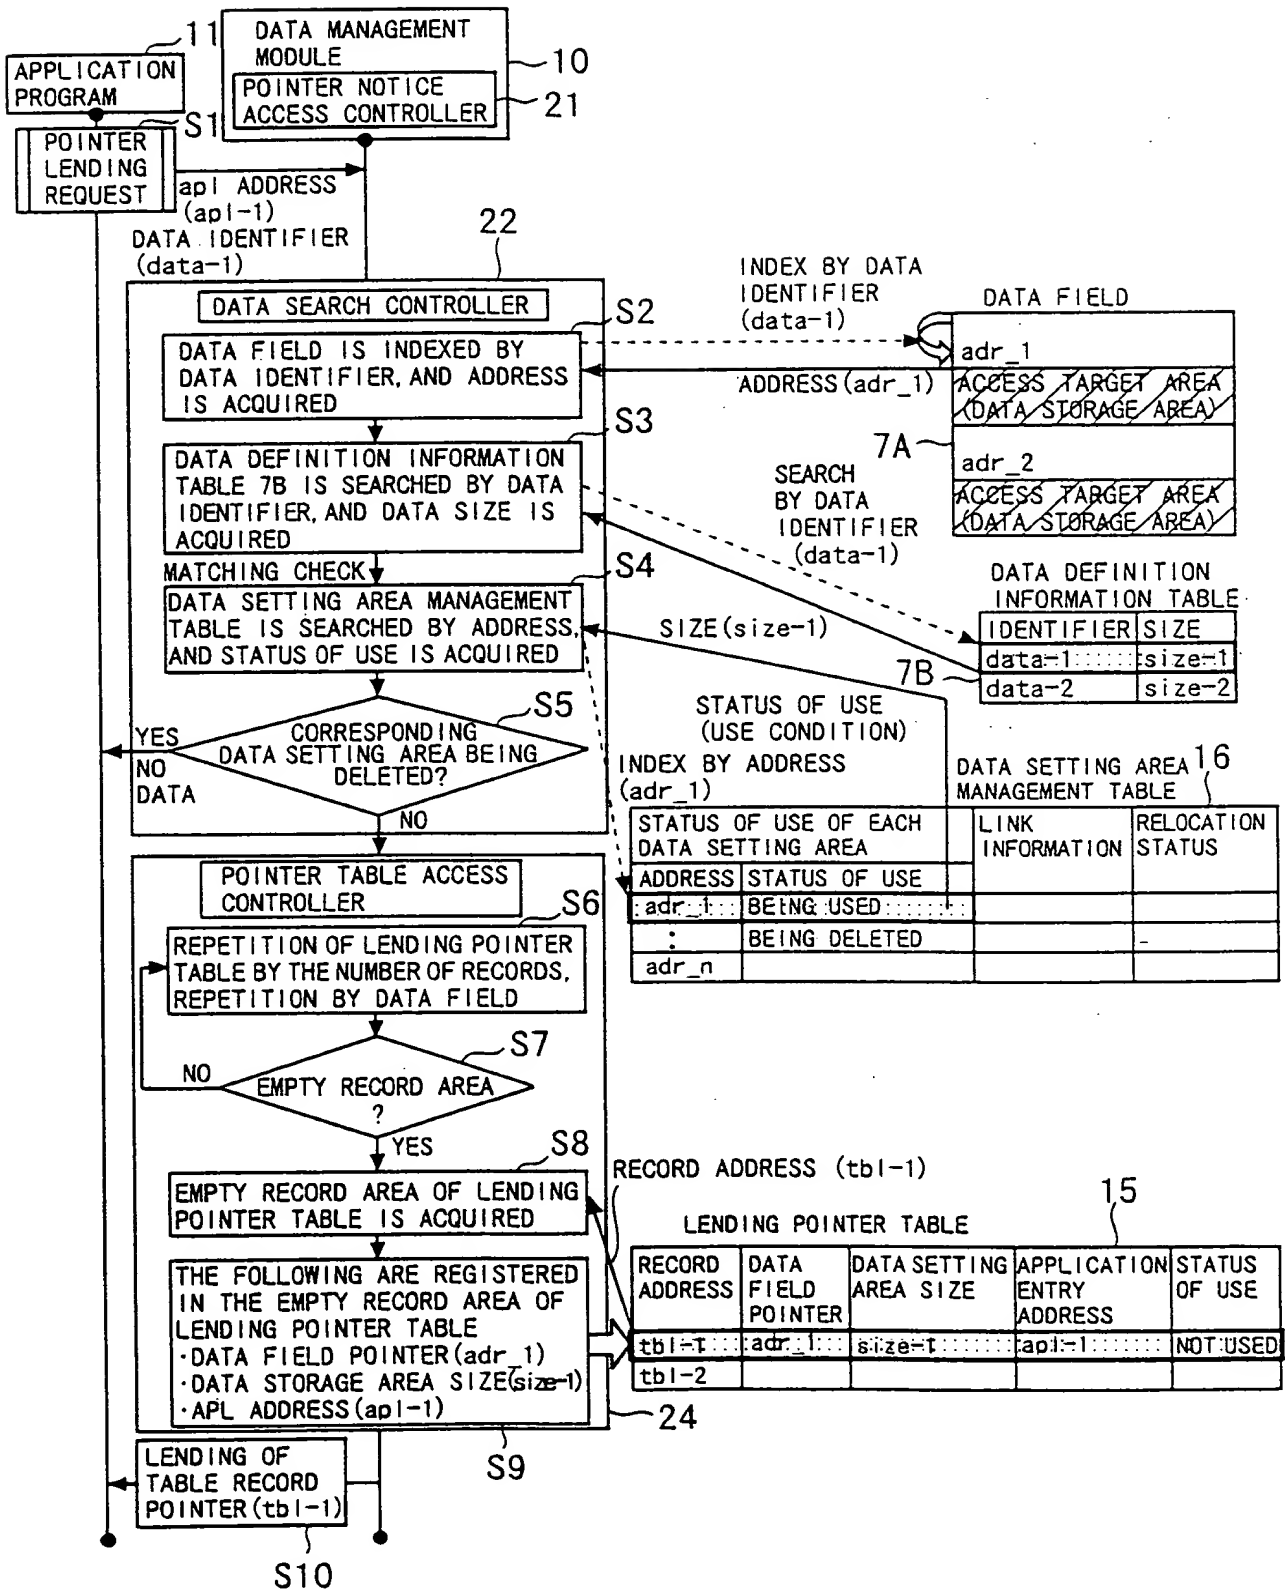 11
APPLICATION
PROGRAM
DATA MANAGEMENT
MODULE
10
POINTER NOTICE
ACCESS CONTROLLER
21
S1
POINTER
LENDING
REQUEST
apl ADDRESS
(apl-1)
DATA IDENTIFIER
(data-1)
22
DATA SEARCH CONTROLLER
S2
DATA FIELD IS INDEXED BY
DATA IDENTIFIER, AND ADDRESS
IS ACQUIRED
S3
DATA DEFINITION INFORMATION
TABLE 7B IS SEARCHED BY DATA
IDENTIFIER, AND DATA SIZE IS
ACQUIRED
MATCHING CHECK
S4
DATA SETTING AREA MANAGEMENT
TABLE IS SEARCHED BY ADDRESS,
AND STATUS OF USE IS ACQUIRED
S5
CORRESPONDING
DATA SETTING AREA BEING
DELETED?
YES
NO
DATA
NO
INDEX BY DATA
IDENTIFIER
(data-1)
DATA FIELD
adr_1
ADDRESS(adr_1)
ACCESS TARGET AREA
(DATA STORAGE AREA)
7A
adr_2
ACCESS TARGET AREA
(DATA STORAGE AREA)
SEARCH
BY DATA
IDENTIFIER
(data-1)
DATA DEFINITION
INFORMATION TABLE
IDENTIFIER SIZE
data-1 size-1
data-2 size-2
7B
SIZE(size-1)
STATUS OF USE
(USE CONDITION)
INDEX BY ADDRESS
(adr_1)
DATA SETTING AREA
MANAGEMENT TABLE
16
STATUS OF USE OF EACH
DATA SETTING AREA
LINK
INFORMATION
RELOCATION
STATUS
ADDRESS STATUS OF USE
adr_1 BEING USED
: BEING DELETED
adr_n
POINTER TABLE ACCESS
CONTROLLER
S6
REPETITION OF LENDING POINTER
TABLE BY THE NUMBER OF RECORDS,
REPETITION BY DATA FIELD
S7
NO
EMPTY RECORD AREA
?
YES
S8
EMPTY RECORD AREA OF LENDING
POINTER TABLE IS ACQUIRED
THE FOLLOWING ARE REGISTERED
IN THE EMPTY RECORD AREA OF
LENDING POINTER TABLE
·DATA FIELD POINTER(adr_1)
·DATA STORAGE AREA SIZE(size-1)
·APL ADDRESS(apl-1)
24
S9
RECORD ADDRESS (tbl-1)
LENDING POINTER TABLE
15
RECORD
ADDRESS
DATA
FIELD
POINTER
DATA SETTING
AREA SIZE
APPLICATION
ENTRY
ADDRESS
STATUS
OF USE
tbl-1 adr_1 size-1 apl-1 NOT USED
tbl-2
LENDING OF
TABLE RECORD
POINTER(tbl-1)
S10